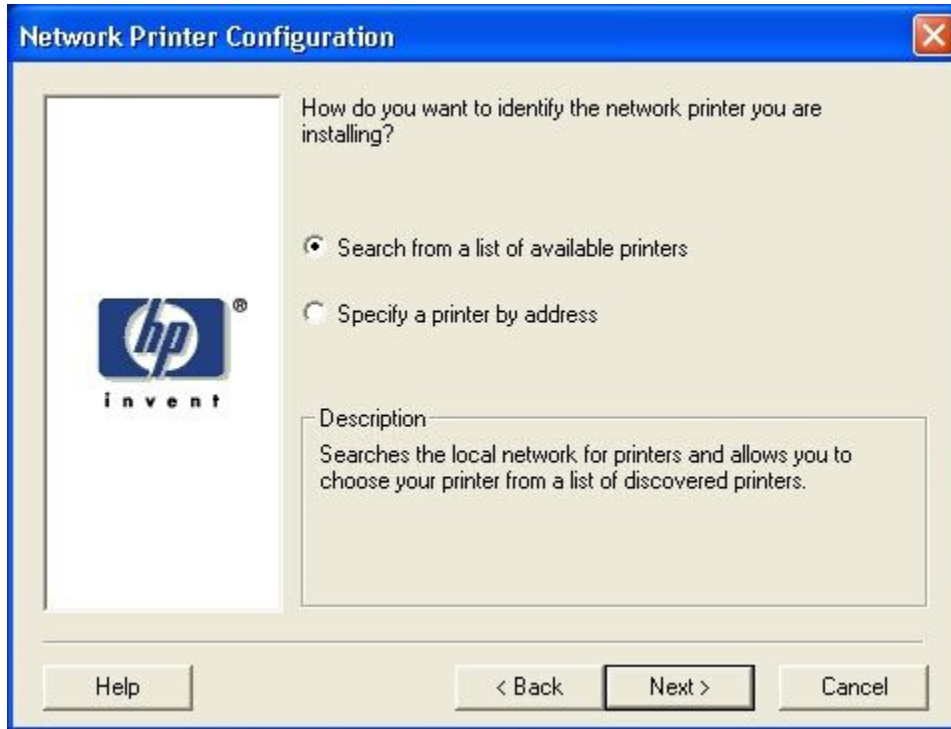 Network Printer Configuration
How do you want to identify the network printer you are
installing?
Search from a list of available printers
Specify a printer by address
hp ®
invent
Description
Searches the local network for printers and allows you to
choose your printer from a list of discovered printers.
Help
< Back
Next >
Cancel